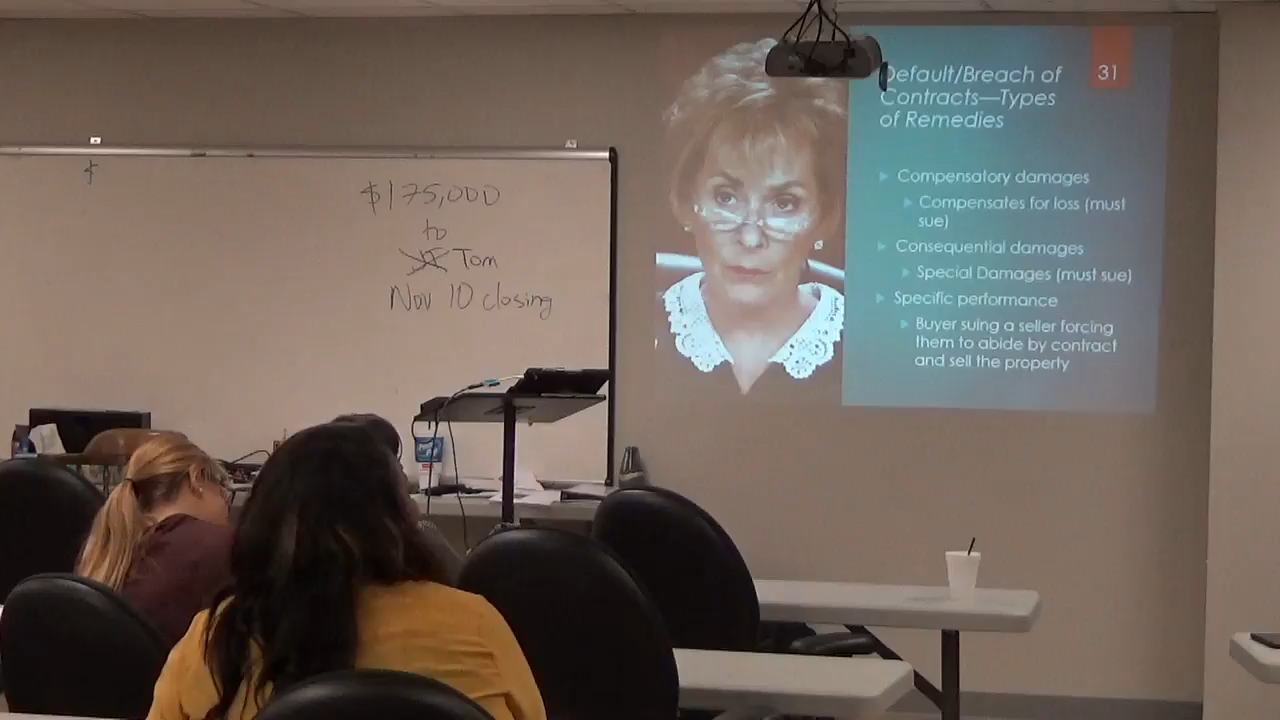 $175,000
to
Tom
Nov 10 closing
31
Default/Breach of
Contracts—Types
of Remedies
Compensatory damages
Compensates for loss (must
sue)
Consequential damages
Special Damages (must sue)
Specific performance
Buyer suing a seller forcing
them to abide by contract
and sell the property